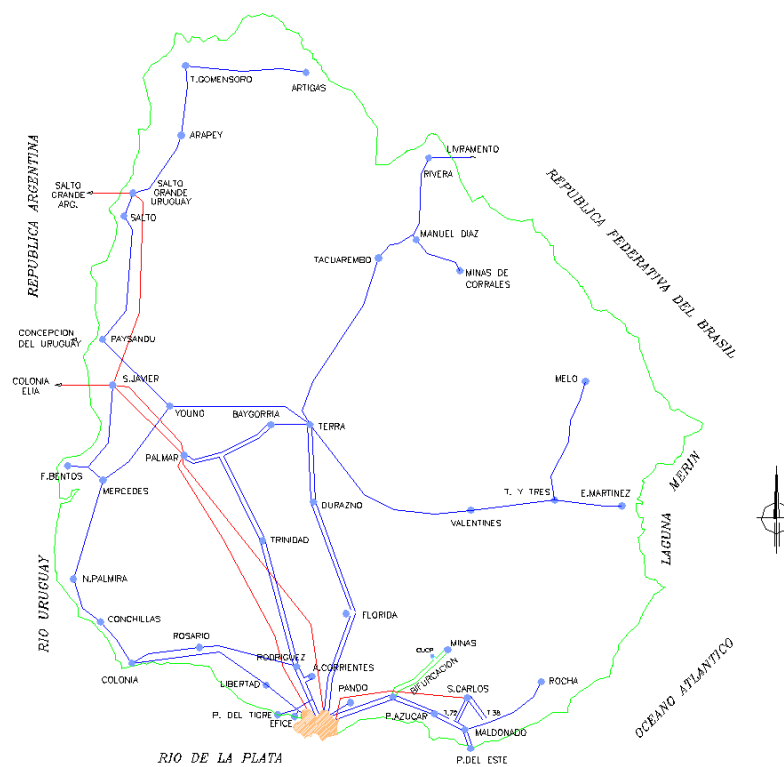 T.GOMENSORO
ARTIGAS
ARAPEY
LIVRAMENTO
RIVERA
REPUBLICA ARGENTINA
REPUBLICA FEDERATIVA DEL BRASIL
SALTO
GRANDE
ARG.
SALTO
GRANDE
URUGUAY
SALTO
MANUEL DIAZ
TACUAREMBO
MINAS DE
CORRALES
CONCEPCION
DEL URUGUAY
PAYSANDU
COLONIA
ELIA
S.JAVIER
MELO
YOUNG
BAYGORRIA
TERRA
PALMAR
F.BENTOS
MERCEDES
LAGUNA MERIN
T. Y TRES
E.MARTINEZ
DURAZNO
VALENTINES
TRINIDAD
RIO URUGUAY
N.PALMIRA
CONCHILLAS
FLORIDA
ROSARIO
MINAS
BIFURCACION
RODRIGUEZ
A.CORRIENTES
COLONIA
LIBERTAD
PANDO
S.CARLOS
ROCHA
OCEANO ATLANTICO
P. DEL TIGRE
EFICE
P.AZUCAR
T.79
T 38
MALDONADO
RIO DE LA PLATA
P.DEL ESTE